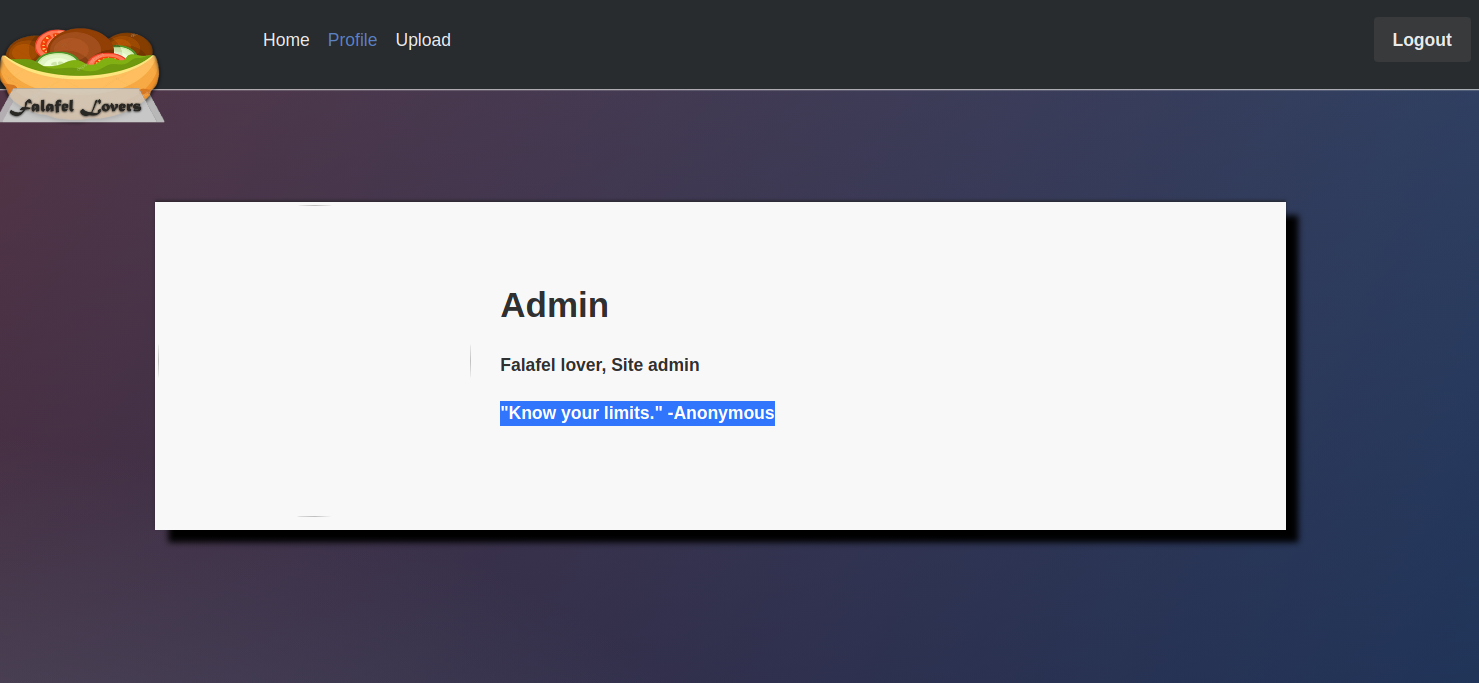 Home Profile Upload Logout
Falafel Lovers
Admin
Falafel lover, Site admin
"Know your limits." -Anonymous